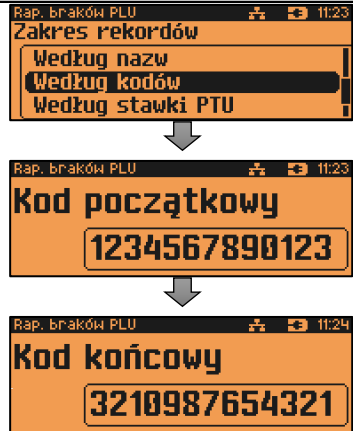 Rap. braków PLU 11:23
Zakres rekordów
Według nazw
Według kodów
Według stawki PTU
Rap. braków PLU 11:23
Kod początkowy
1234567890123
Rap. braków PLU 11:24
Kod końcowy
3210987654321